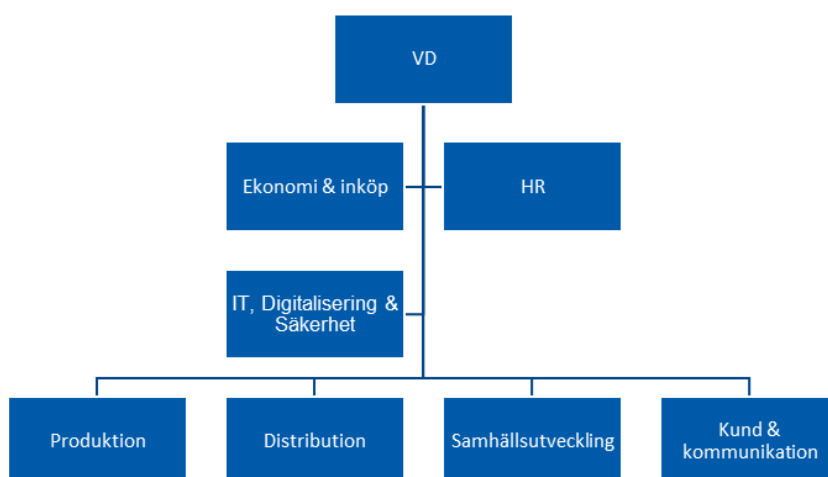 VD
Ekonomi & inköp
HR
IT, Digitalisering &
Säkerhet
Produktion
Distribution
Samhällsutveckling
Kund &
kommunikation